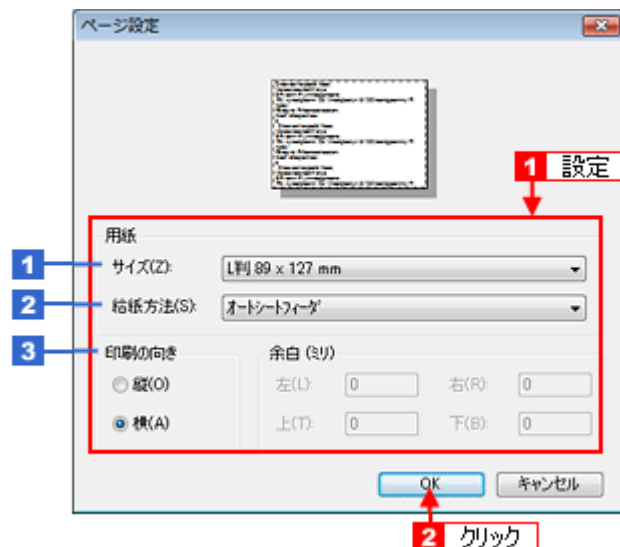 ページ設定
1 設定
用紙
1 サイズ(Z): L判 89 x 127 mm
2 給紙方法(S): オートシートフィーダ
3 印刷の向き 余白 (ミリ)
縦(O) 左(L): 0 右(R): 0
横(A) 上(T): 0 下(B): 0
OK キャンセル
2 クリック